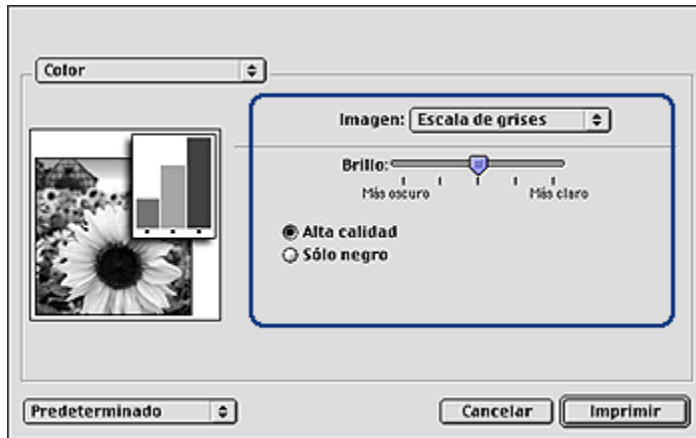 Color
Imagen: Escala de grises
Brillo:
Más oscuro Más claro
Alta calidad
Sólo negro
Predeterminado Cancelar Imprimir